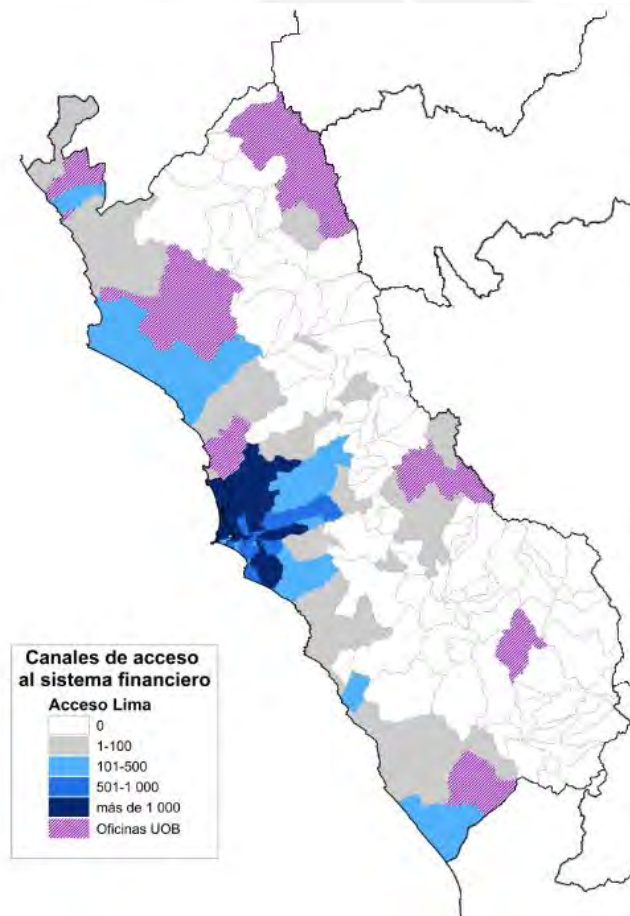 Canales de acceso
al sistema financiero
Acceso Lima
0
1-100
101-500
501-1 000
más de 1 000
Oficinas UOB